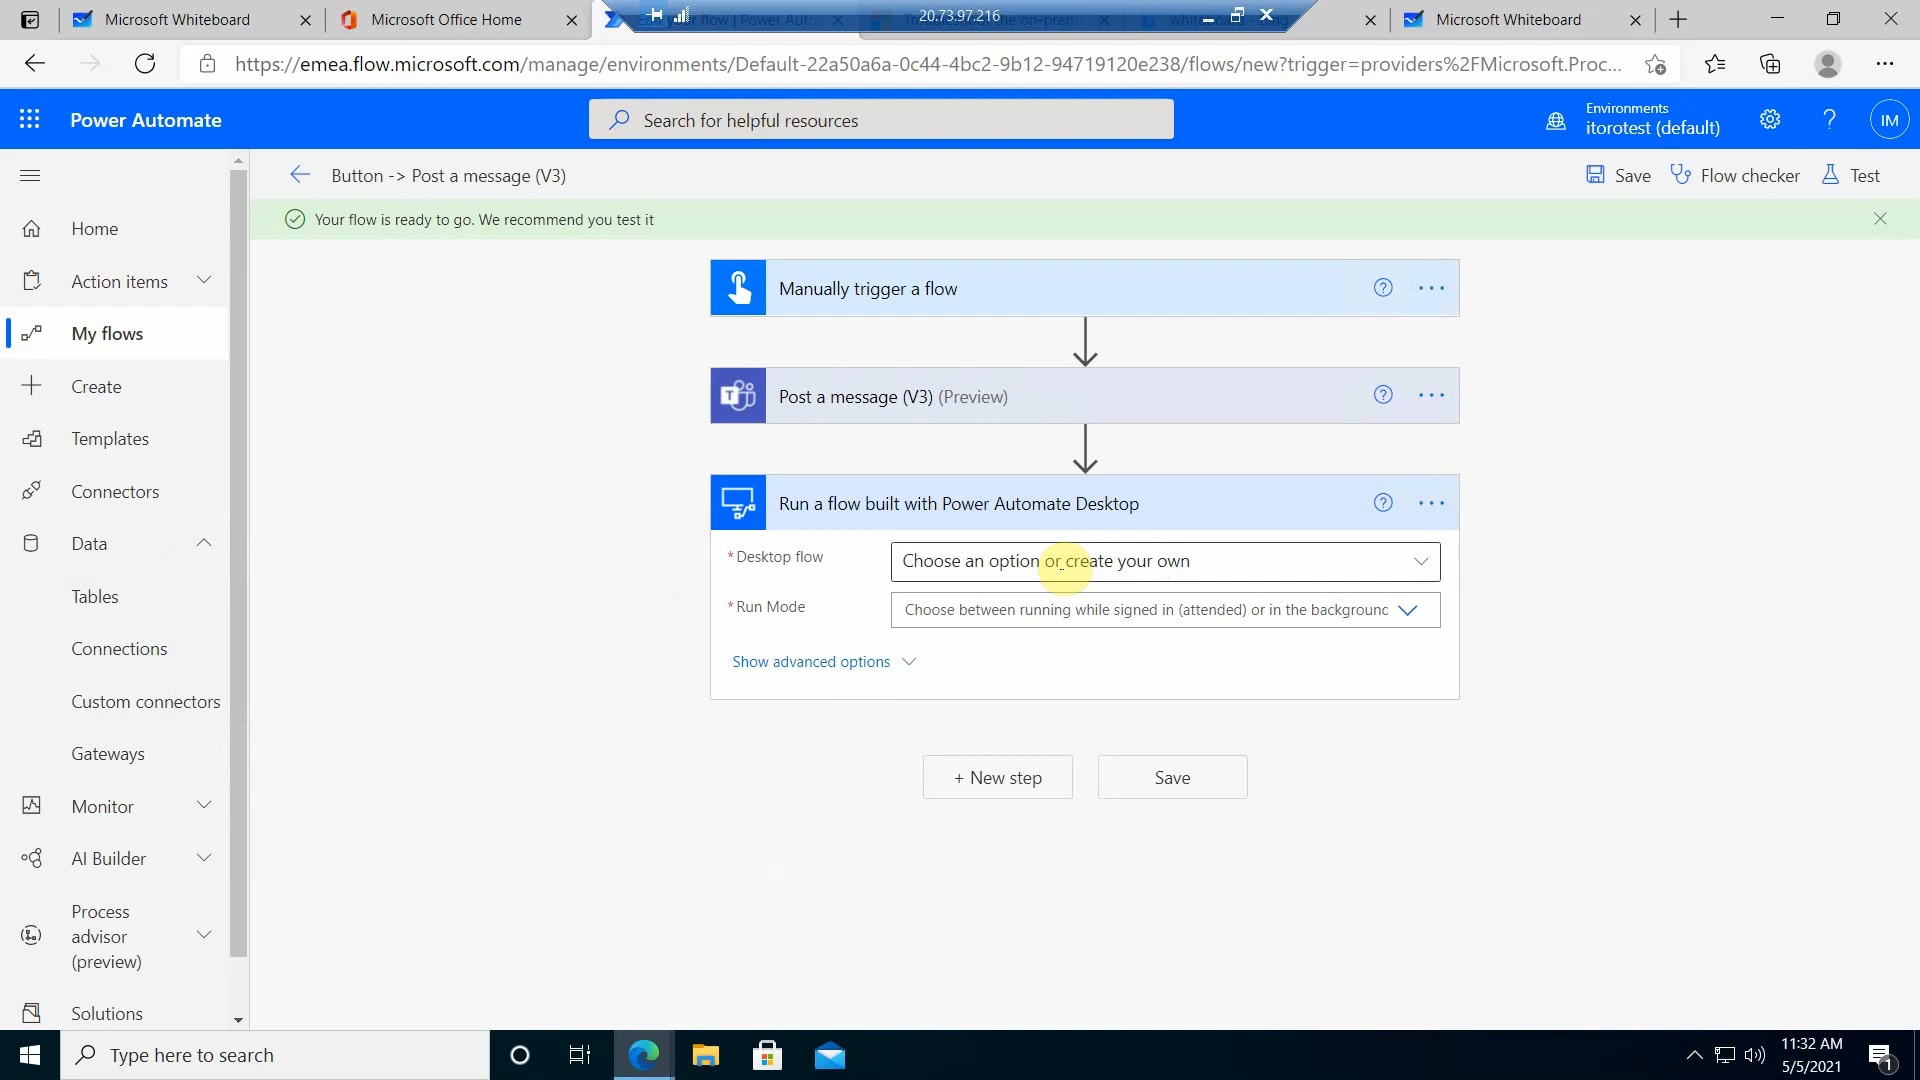 Microsoft Whiteboard
Microsoft Office Home
20.73.97.216
Microsoft Whiteboard
https://emea.flow.microsoft.com/manage/environments/Default-22a50a6a-0c44-4bc2-9b12-94719120e238/flows/new?trigger=providers%2FMicrosoft.Proc...
Power Automate
Search for helpful resources
Environments
itorotest (default)
IM
Button -> Post a message (V3)
Save
Flow checker
Test
Your flow is ready to go. We recommend you test it
Home
Action items
My flows
Create
Templates
Connectors
Data
Tables
Connections
Custom connectors
Gateways
Monitor
AI Builder
Process
advisor
(preview)
Solutions
Manually trigger a flow
Post a message (V3) (Preview)
Run a flow built with Power Automate Desktop
*Desktop flow
Choose an option or create your own
*Run Mode
Choose between running while signed in (attended) or in the background
Show advanced options
+ New step
Save
Type here to search
11:32 AM
5/5/2021
1